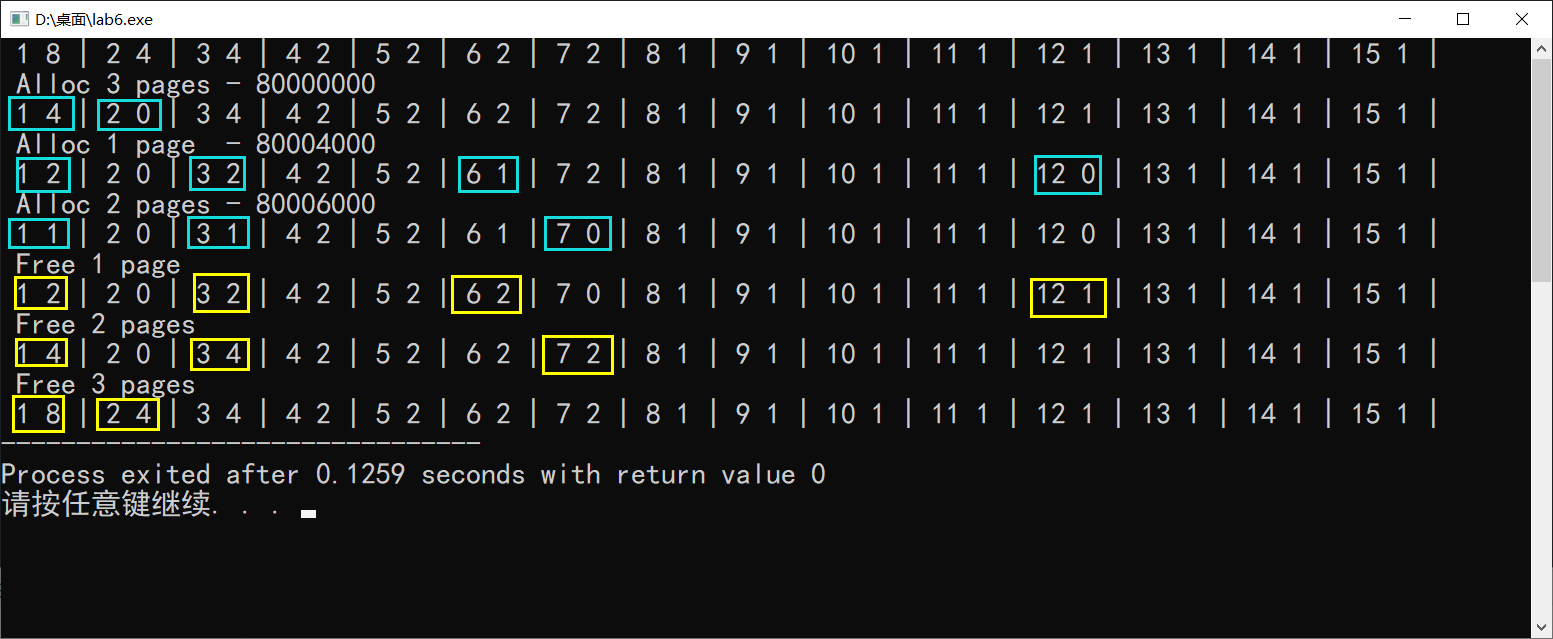 D:\桌面\lab6.exe
1 8 | 2 4 | 3 4 | 4 2 | 5 2 | 6 2 | 7 2 | 8 1 | 9 1 | 10 1 | 11 1 | 12 1 | 13 1 | 14 1 | 15 1 |
Alloc 3 pages - 80000000
1 4 | 2 0 | 3 4 | 4 2 | 5 2 | 6 2 | 7 2 | 8 1 | 9 1 | 10 1 | 11 1 | 12 1 | 13 1 | 14 1 | 15 1 |
Alloc 1 page  - 80004000
1 2 | 2 0 | 3 2 | 4 2 | 5 2 | 6 1 | 7 2 | 8 1 | 9 1 | 10 1 | 11 1 | 12 0 | 13 1 | 14 1 | 15 1 |
Alloc 2 pages - 80006000
1 1 | 2 0 | 3 1 | 4 2 | 5 2 | 6 1 | 7 0 | 8 1 | 9 1 | 10 1 | 11 1 | 12 0 | 13 1 | 14 1 | 15 1 |
Free 1 page
1 2 | 2 0 | 3 2 | 4 2 | 5 2 | 6 2 | 7 0 | 8 1 | 9 1 | 10 1 | 11 1 | 12 1 | 13 1 | 14 1 | 15 1 |
Free 2 pages
1 4 | 2 0 | 3 4 | 4 2 | 5 2 | 6 2 | 7 2 | 8 1 | 9 1 | 10 1 | 11 1 | 12 1 | 13 1 | 14 1 | 15 1 |
Free 3 pages
1 8 | 2 4 | 3 4 | 4 2 | 5 2 | 6 2 | 7 2 | 8 1 | 9 1 | 10 1 | 11 1 | 12 1 | 13 1 | 14 1 | 15 1 |
--------------------------------
Process exited after 0.1259 seconds with return value 0
请按任意键继续. . .